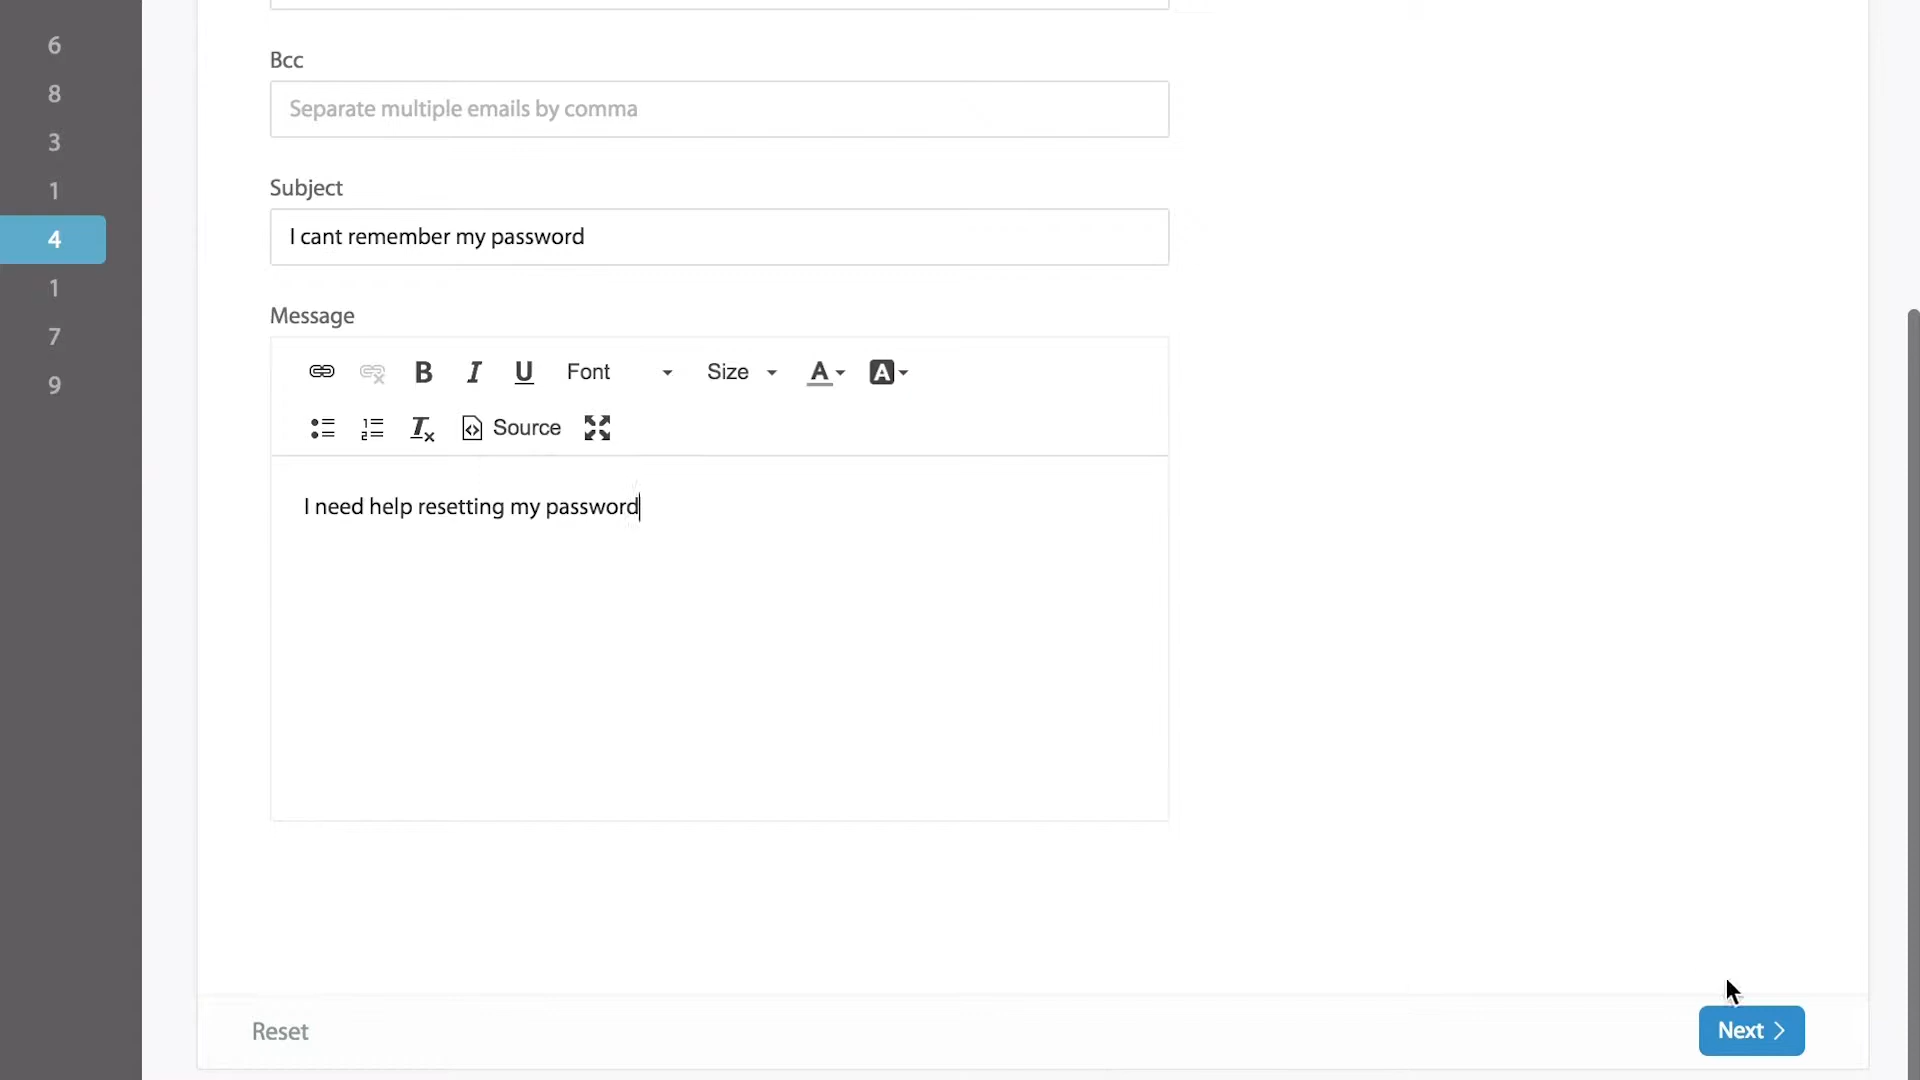 6
8
3
1
4
1
7
9
Bcc
Separate multiple emails by comma
Subject
I cant remember my password
Message
B I U Font Size A A
Source
I need help resetting my password
Reset
Next